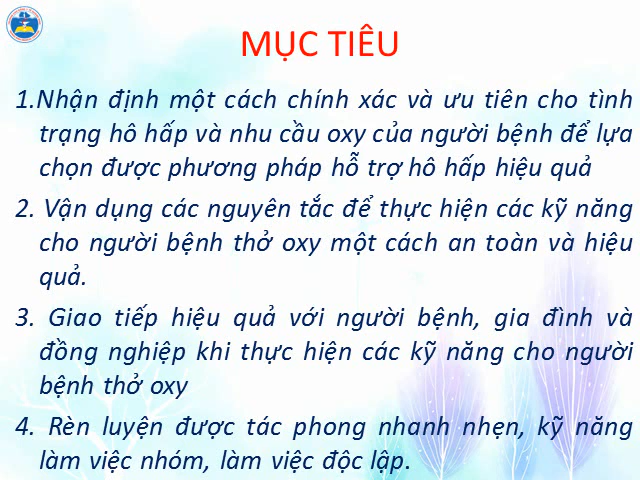 MỤC TIÊU
1.Nhận định một cách chính xác và ưu tiên cho tình
trạng hô hấp và nhu cầu oxy của người bệnh để lựa
chọn được phương pháp hỗ trợ hô hấp hiệu quả
2. Vận dụng các nguyên tắc để thực hiện các kỹ năng
cho người bệnh thở oxy một cách an toàn và hiệu
quả.
3. Giao tiếp hiệu quả với người bệnh, gia đình và
đồng nghiệp khi thực hiện các kỹ năng cho người
bệnh thở oxy
4. Rèn luyện được tác phong nhanh nhẹn, kỹ năng
làm việc nhóm, làm việc độc lập.